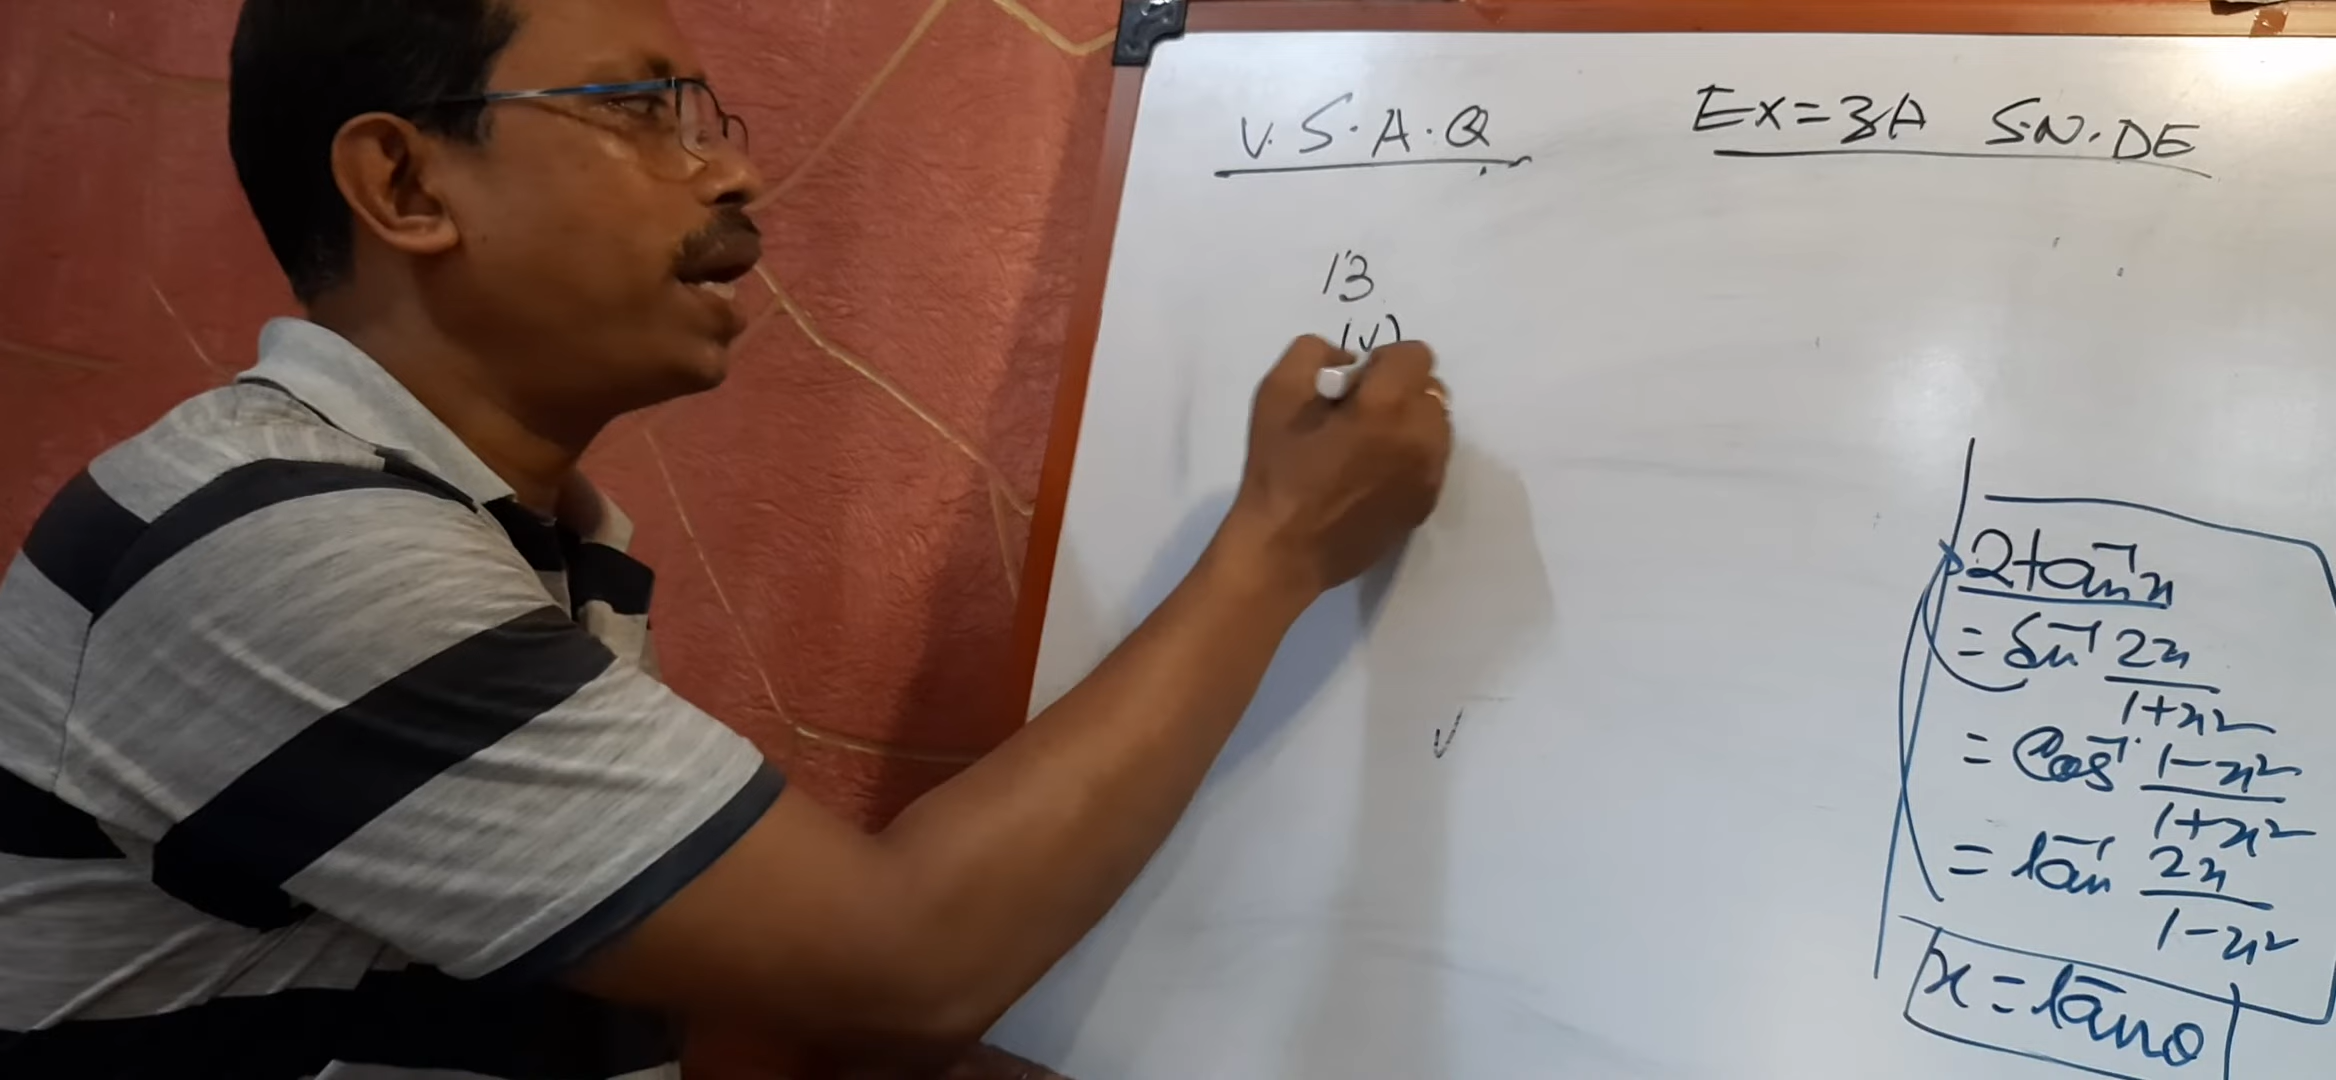 V.S.A.Q
Ex=3A S.N.DE
13
(v)
✓
2tan⁻¹x
= Sin⁻¹ 2x/1+x²
= Cos⁻¹ 1-x²/1+x²
= tan⁻¹ 2x/1-x²
x = tanθ